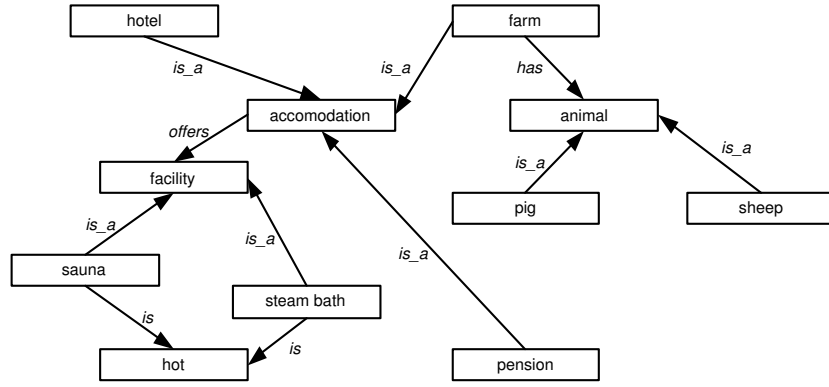 hotel
farm
is_a
is_a
has
accomodation
animal
offers
is_a
is_a
facility
pig
sheep
is_a
is_a
is_a
sauna
steam bath
is
is
hot
pension